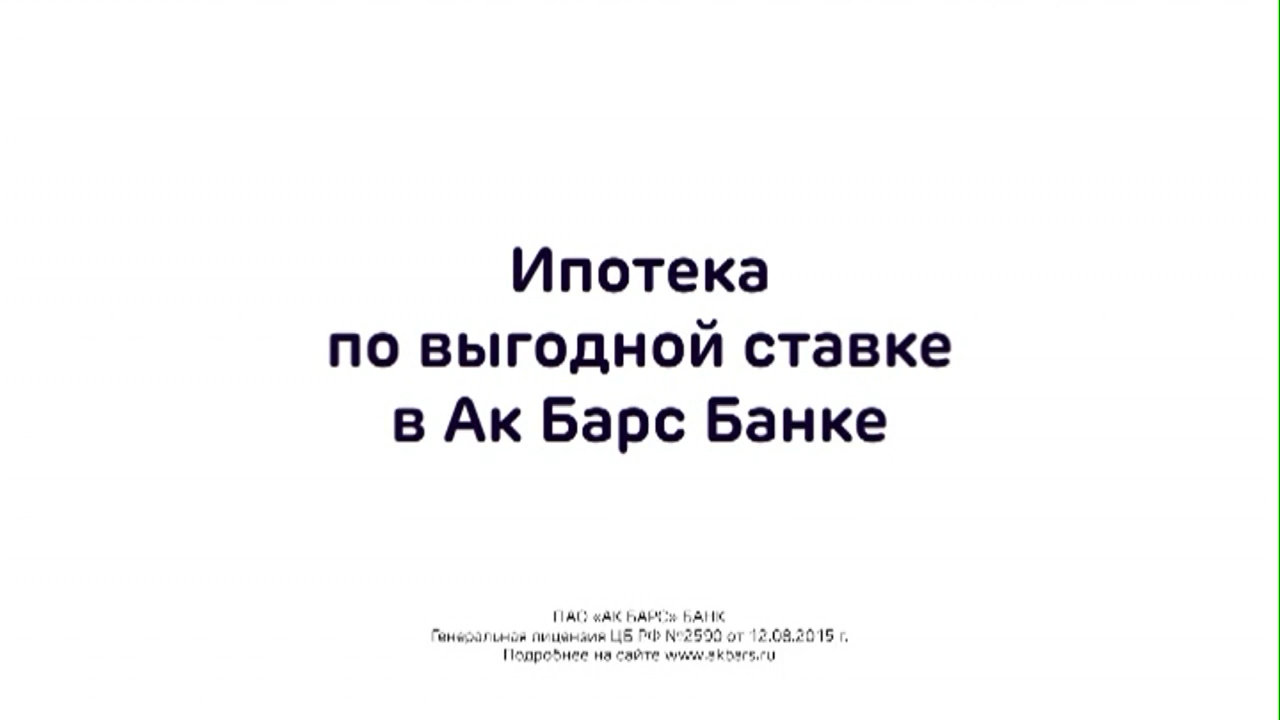 Ипотека
по выгодной ставке
в Ак Барс Банке
ПАО «АК БАРС» БАНК
Генеральная лицензия ЦБ РФ №2590 от 12.08.2015 г.
Подробнее на сайте www.akbars.ru